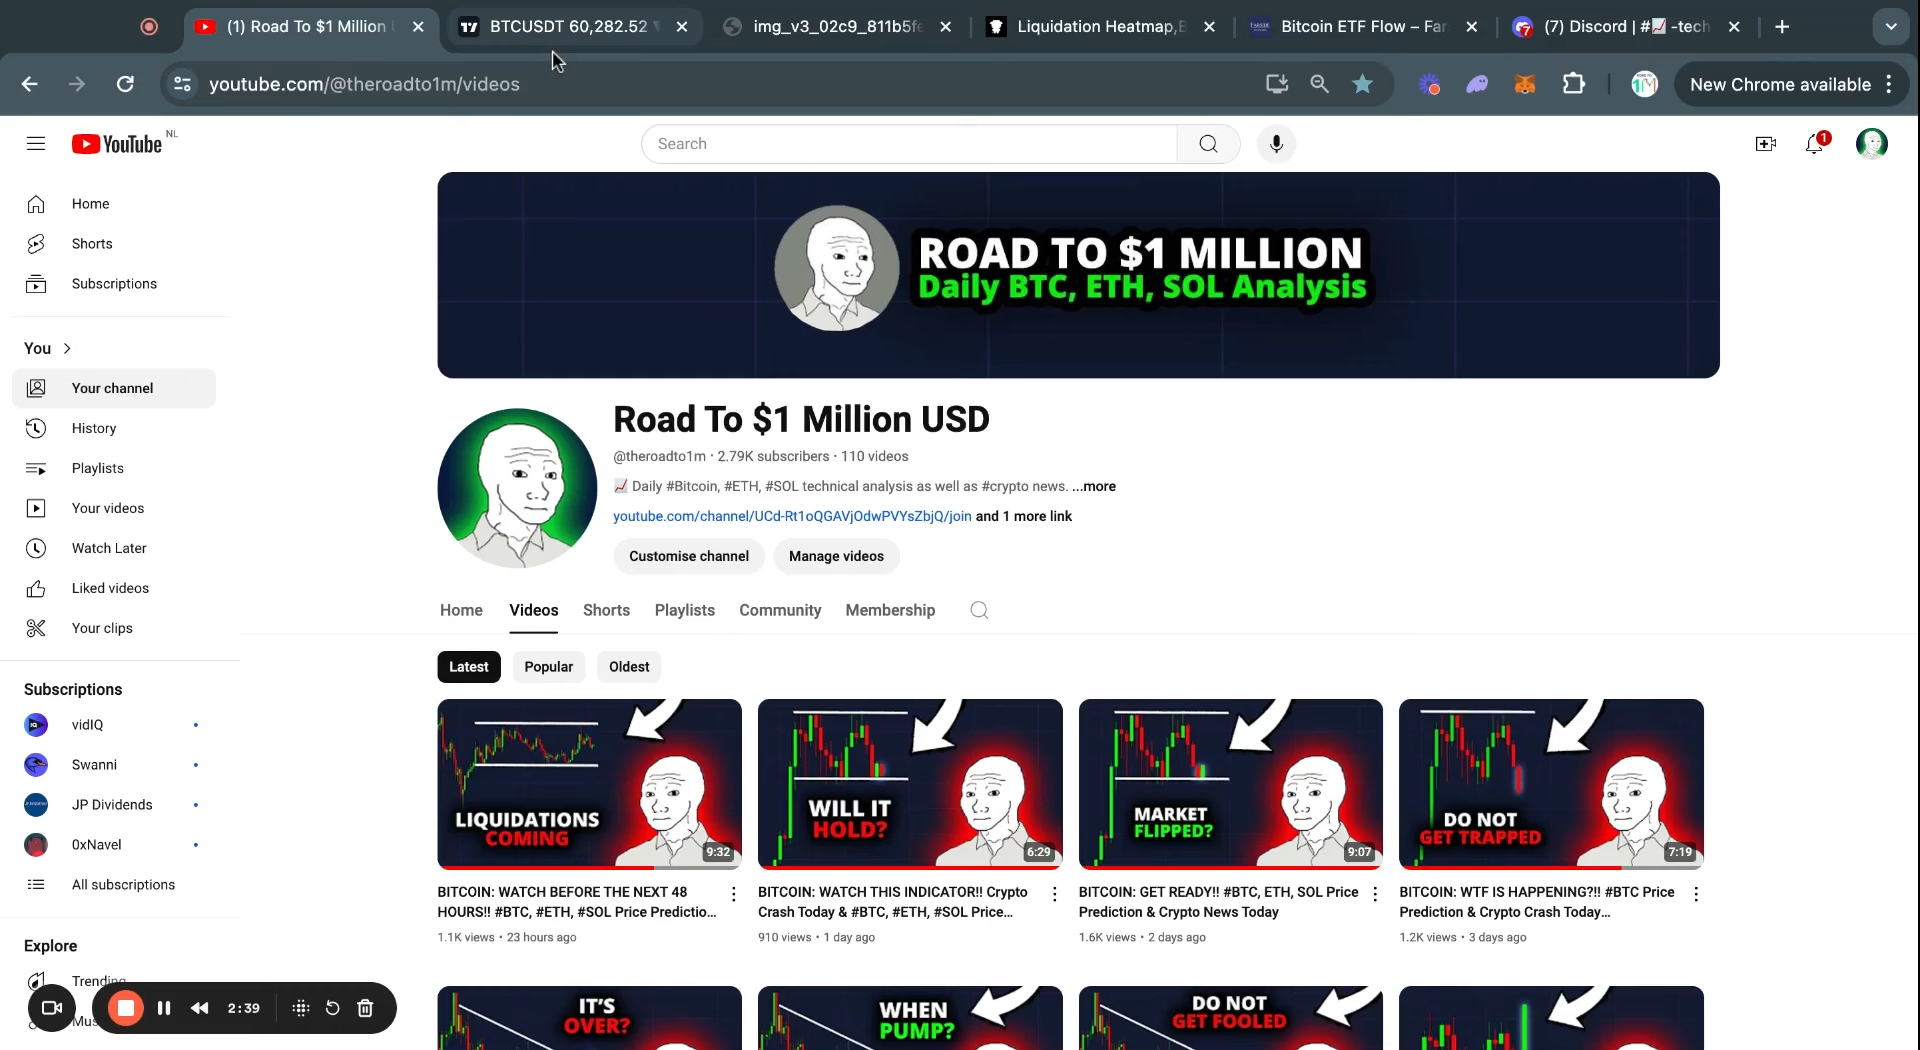 (1) Road To $1 Million
BTCUSDT 60,282.52
img_v3_02c9_811b5fe
Liquidation Heatmap,B
Bitcoin ETF Flow – Far
(7) Discord | #📈-tech
youtube.com/@theroadto1m/videos
New Chrome available
YouTube NL
Search
1
Home
Shorts
Subscriptions
You
Your channel
History
Playlists
Your videos
Watch Later
Liked videos
Your clips
Subscriptions
vidIQ
Swanni
JP Dividends
0xNavel
All subscriptions
Explore
Trending
Mus
2:39
ROAD TO $1 MILLION
Daily BTC, ETH, SOL Analysis
Road To $1 Million USD
@theroadto1m · 2.79K subscribers · 110 videos
📈 Daily #Bitcoin, #ETH, #SOL technical analysis as well as #crypto news. ...more
youtube.com/channel/UCd-Rt1oQGAVjOdwPVYsZbjQ/join and 1 more link
Customise channel
Manage videos
Home
Videos
Shorts
Playlists
Community
Membership
Latest
Popular
Oldest
LIQUIDATIONS
COMING
9:32
BITCOIN: WATCH BEFORE THE NEXT 48
HOURS!! #BTC, #ETH, #SOL Price Predictio...
1.1K views · 23 hours ago
WILL IT
HOLD?
6:29
BITCOIN: WATCH THIS INDICATOR!! Crypto
Crash Today & #BTC, #ETH, #SOL Price...
910 views · 1 day ago
MARKET
FLIPPED?
9:07
BITCOIN: GET READY!! #BTC, ETH, SOL Price
Prediction & Crypto News Today
1.6K views · 2 days ago
DO NOT
GET TRAPPED
7:19
BITCOIN: WTF IS HAPPENING?!! #BTC Price
Prediction & Crypto Crash Today...
1.2K views · 3 days ago
IT'S
OVER?
WHEN
PUMP?
DO NOT
GET FOOLED